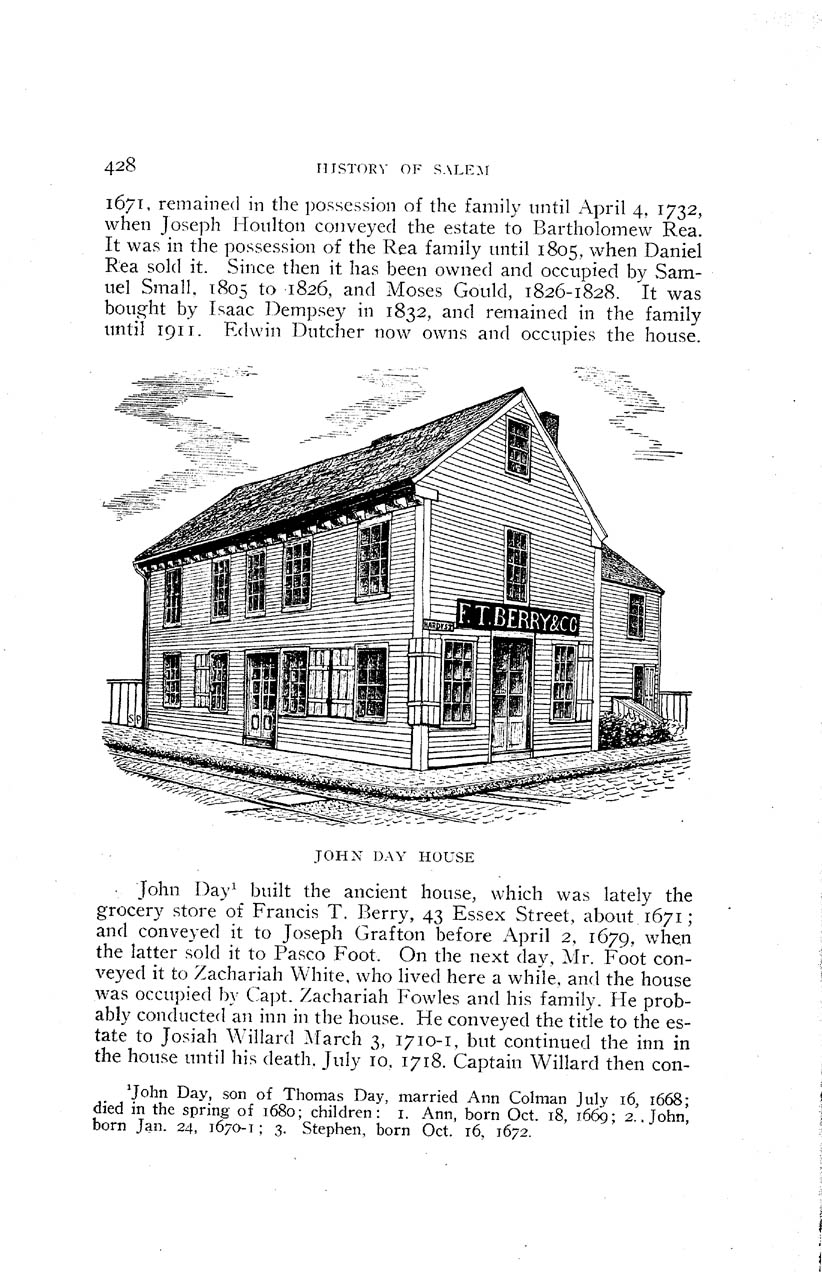 428 HISTORY OF SALEM
1671, remained in the possession of the family until April 4, 1732,
when Joseph Houlton conveyed the estate to Bartholomew Rea.
It was in the possession of the Rea family until 1805, when Daniel
Rea sold it. Since then it has been owned and occupied by Sam-
uel Small, 1805 to 1826, and Moses Gould, 1826-1828. It was
bought by Isaac Dempsey in 1832, and remained in the family
until 1911. Edwin Dutcher now owns and occupies the house.
HARDY ST.
F.T.BERRY&CO
S P
JOHN DAY HOUSE
John Day¹ built the ancient house, which was lately the
grocery store of Francis T. Berry, 43 Essex Street, about 1671;
and conveyed it to Joseph Grafton before April 2, 1679, when
the latter sold it to Pasco Foot. On the next day, Mr. Foot con-
veyed it to Zachariah White, who lived here a while, and the house
was occupied by Capt. Zachariah Fowles and his family. He prob-
ably conducted an inn in the house. He conveyed the title to the es-
tate to Josiah Willard March 3, 1710-1, but continued the inn in
the house until his death, July 10, 1718. Captain Willard then con-
¹John Day, son of Thomas Day, married Ann Colman July 16, 1668;
died in the spring of 1680; children: 1. Ann, born Oct. 18, 1669; 2. John,
born Jan. 24, 1670-1; 3. Stephen, born Oct. 16, 1672.